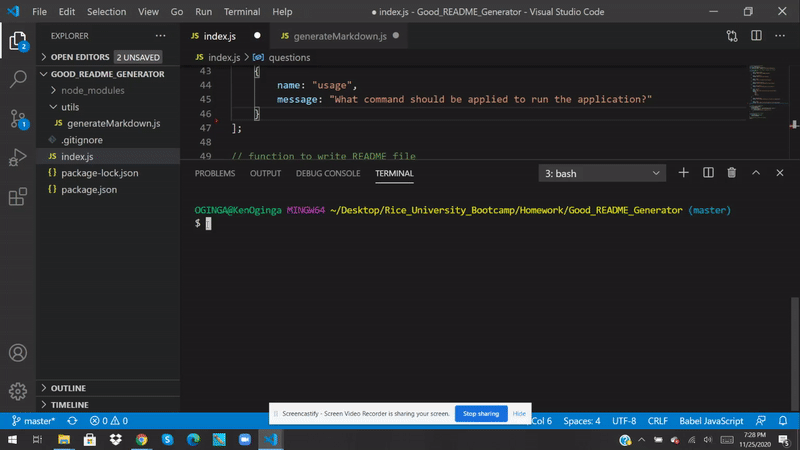 File Edit Selection View Go Run Terminal Help
index.js - Good_README_Generator - Visual Studio Code
EXPLORER
OPEN EDITORS 2 UNSAVED
GOOD_README_GENERATOR
node_modules
utils
JS generateMarkdown.js
.gitignore
JS index.js
{} package-lock.json
{} package.json
OUTLINE
TIMELINE
2
1
JS index.js
JS generateMarkdown.js
JS index.js > questions
43 {
44 name: "usage",
45 message: "What command should be applied to run the application?"
46 }
47 ];
48
49 // function to write README file
PROBLEMS OUTPUT DEBUG CONSOLE TERMINAL
3: bash
OGINGA@KenOginga MINGW64 ~/Desktop/Rice_University_Bootcamp/Homework/Good_README_Generator (master)
$
Screencastify - Screen Video Recorder is sharing your screen. Stop sharing Hide
master* 0 0
Col 6 Spaces: 4 UTF-8 CRLF Babel JavaScript
7:28 PM
11/25/2020